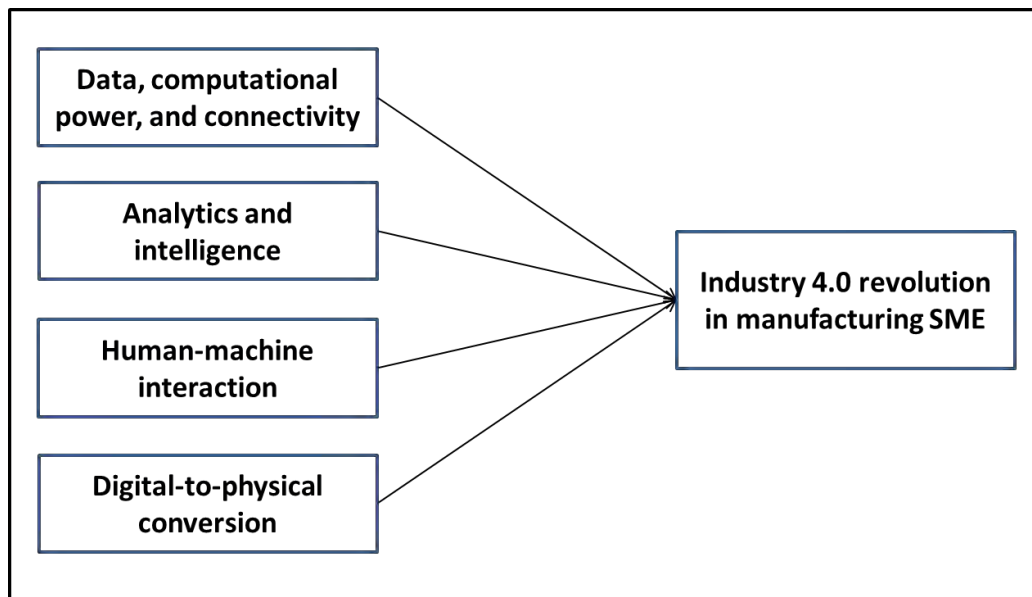 Data, computational
power, and connectivity
Analytics and
intelligence
Human-machine
interaction
Digital-to-physical
conversion
Industry 4.0 revolution
in manufacturing SME